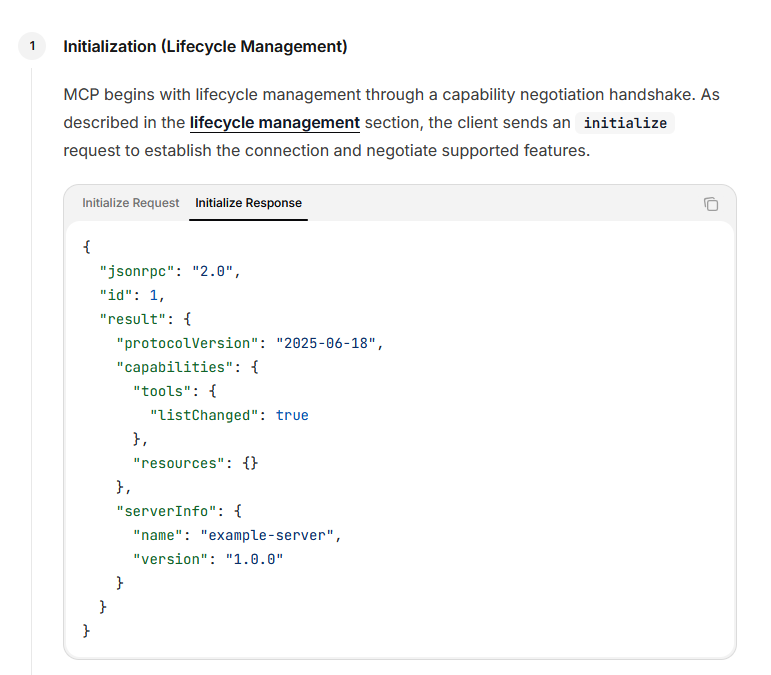 1
Initialization (Lifecycle Management)
MCP begins with lifecycle management through a capability negotiation handshake. As
described in the lifecycle management section, the client sends an initialize
request to establish the connection and negotiate supported features.
Initialize Request
Initialize Response
{
  "jsonrpc": "2.0",
  "id": 1,
  "result": {
    "protocolVersion": "2025-06-18",
    "capabilities": {
      "tools": {
        "listChanged": true
      },
      "resources": {}
    },
    "serverInfo": {
      "name": "example-server",
      "version": "1.0.0"
    }
  }
}